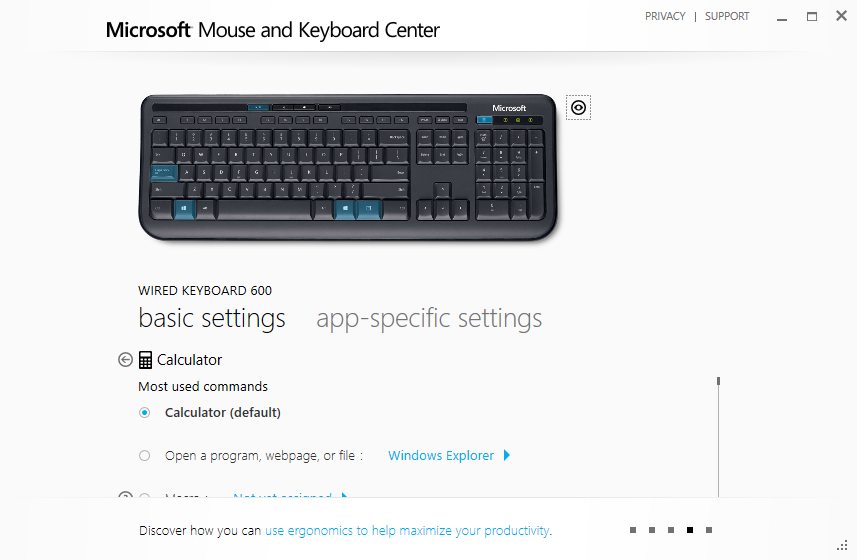 Microsoft Mouse and Keyboard Center
PRIVACY | SUPPORT
Microsoft
WIRED KEYBOARD 600
basic settings app-specific settings
Calculator
Most used commands
Calculator (default)
Open a program, webpage, or file : Windows Explorer
Macro : Not yet assigned
Discover how you can use ergonomics to help maximize your productivity.